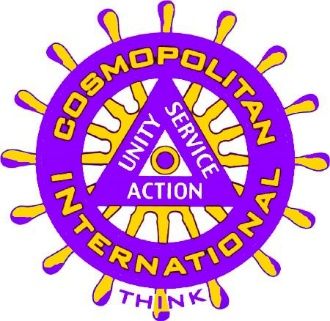 COSMOPOLITAN
UNITY
SERVICE
ACTION
INTERNATIONAL
THINK